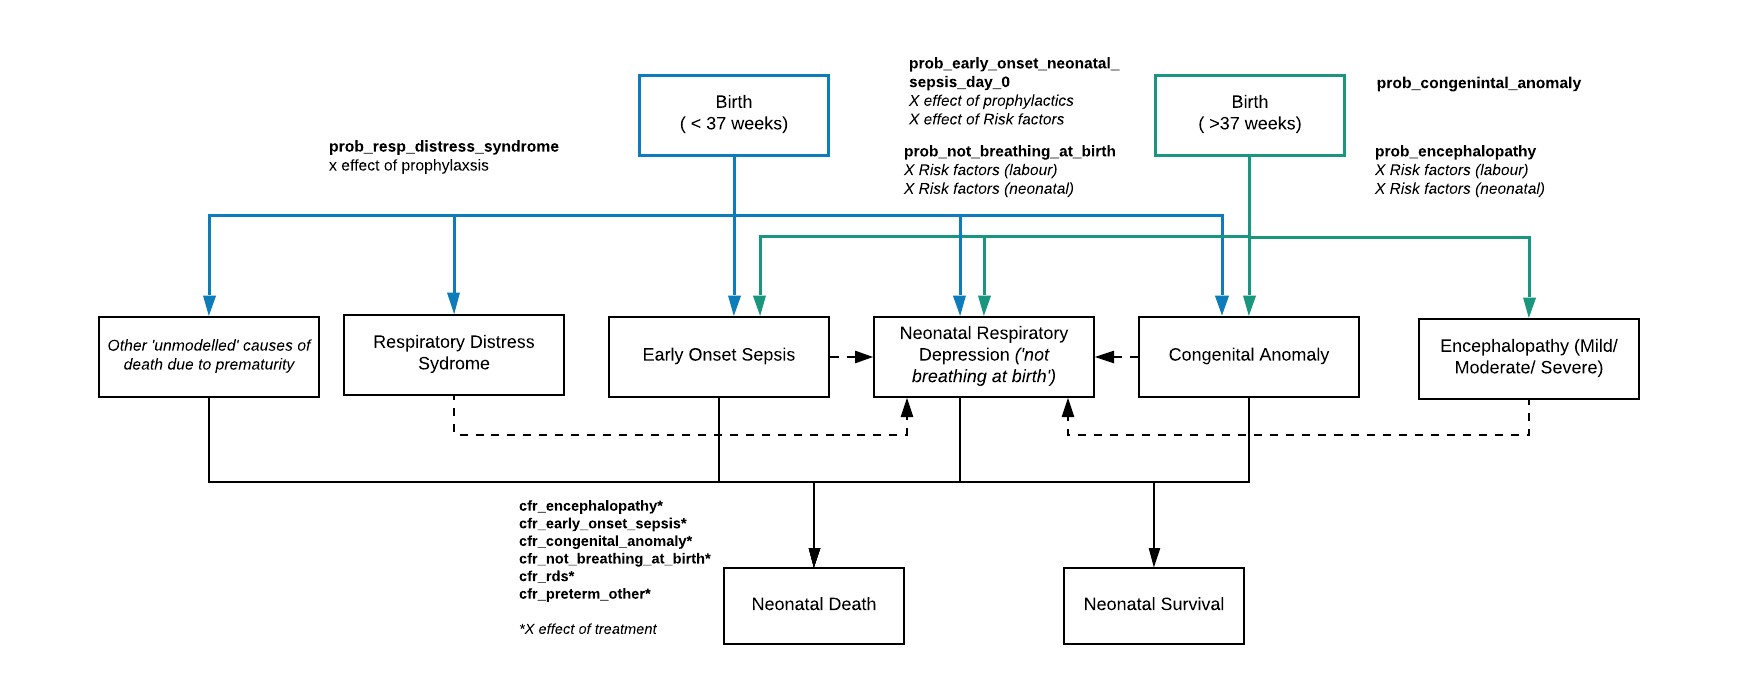 prob_early_onset_neonatal_
sepsis_day_0
X effect of prophylactics
X effect of Risk factors
Birth
( < 37 weeks)
Birth
( >37 weeks)
prob_congenintal_anomaly
prob_resp_distress_syndrome
x effect of prophylaxsis
prob_not_breathing_at_birth
X Risk factors (labour)
X Risk factors (neonatal)
prob_encephalopathy
X Risk factors (labour)
X Risk factors (neonatal)
Other 'unmodelled' causes of
death due to prematurity
Respiratory Distress
Sydrome
Early Onset Sepsis
Neonatal Respiratory
Depression ('not
breathing at birth')
Congenital Anomaly
Encephalopathy (Mild/
Moderate/ Severe)
cfr_encephalopathy*
cfr_early_onset_sepsis*
cfr_congenital_anomaly*
cfr_not_breathing_at_birth*
cfr_rds*
cfr_preterm_other*
*X effect of treatment
Neonatal Death
Neonatal Survival